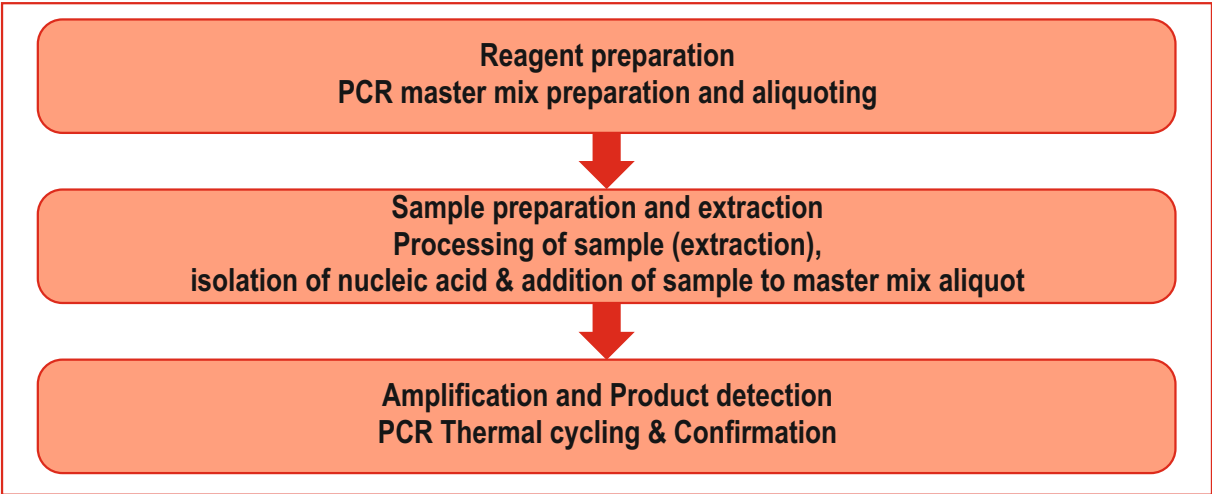 Reagent preparation
PCR master mix preparation and aliquoting
Sample preparation and extraction
Processing of sample (extraction),
isolation of nucleic acid & addition of sample to master mix aliquot
Amplification and Product detection
PCR Thermal cycling & Confirmation